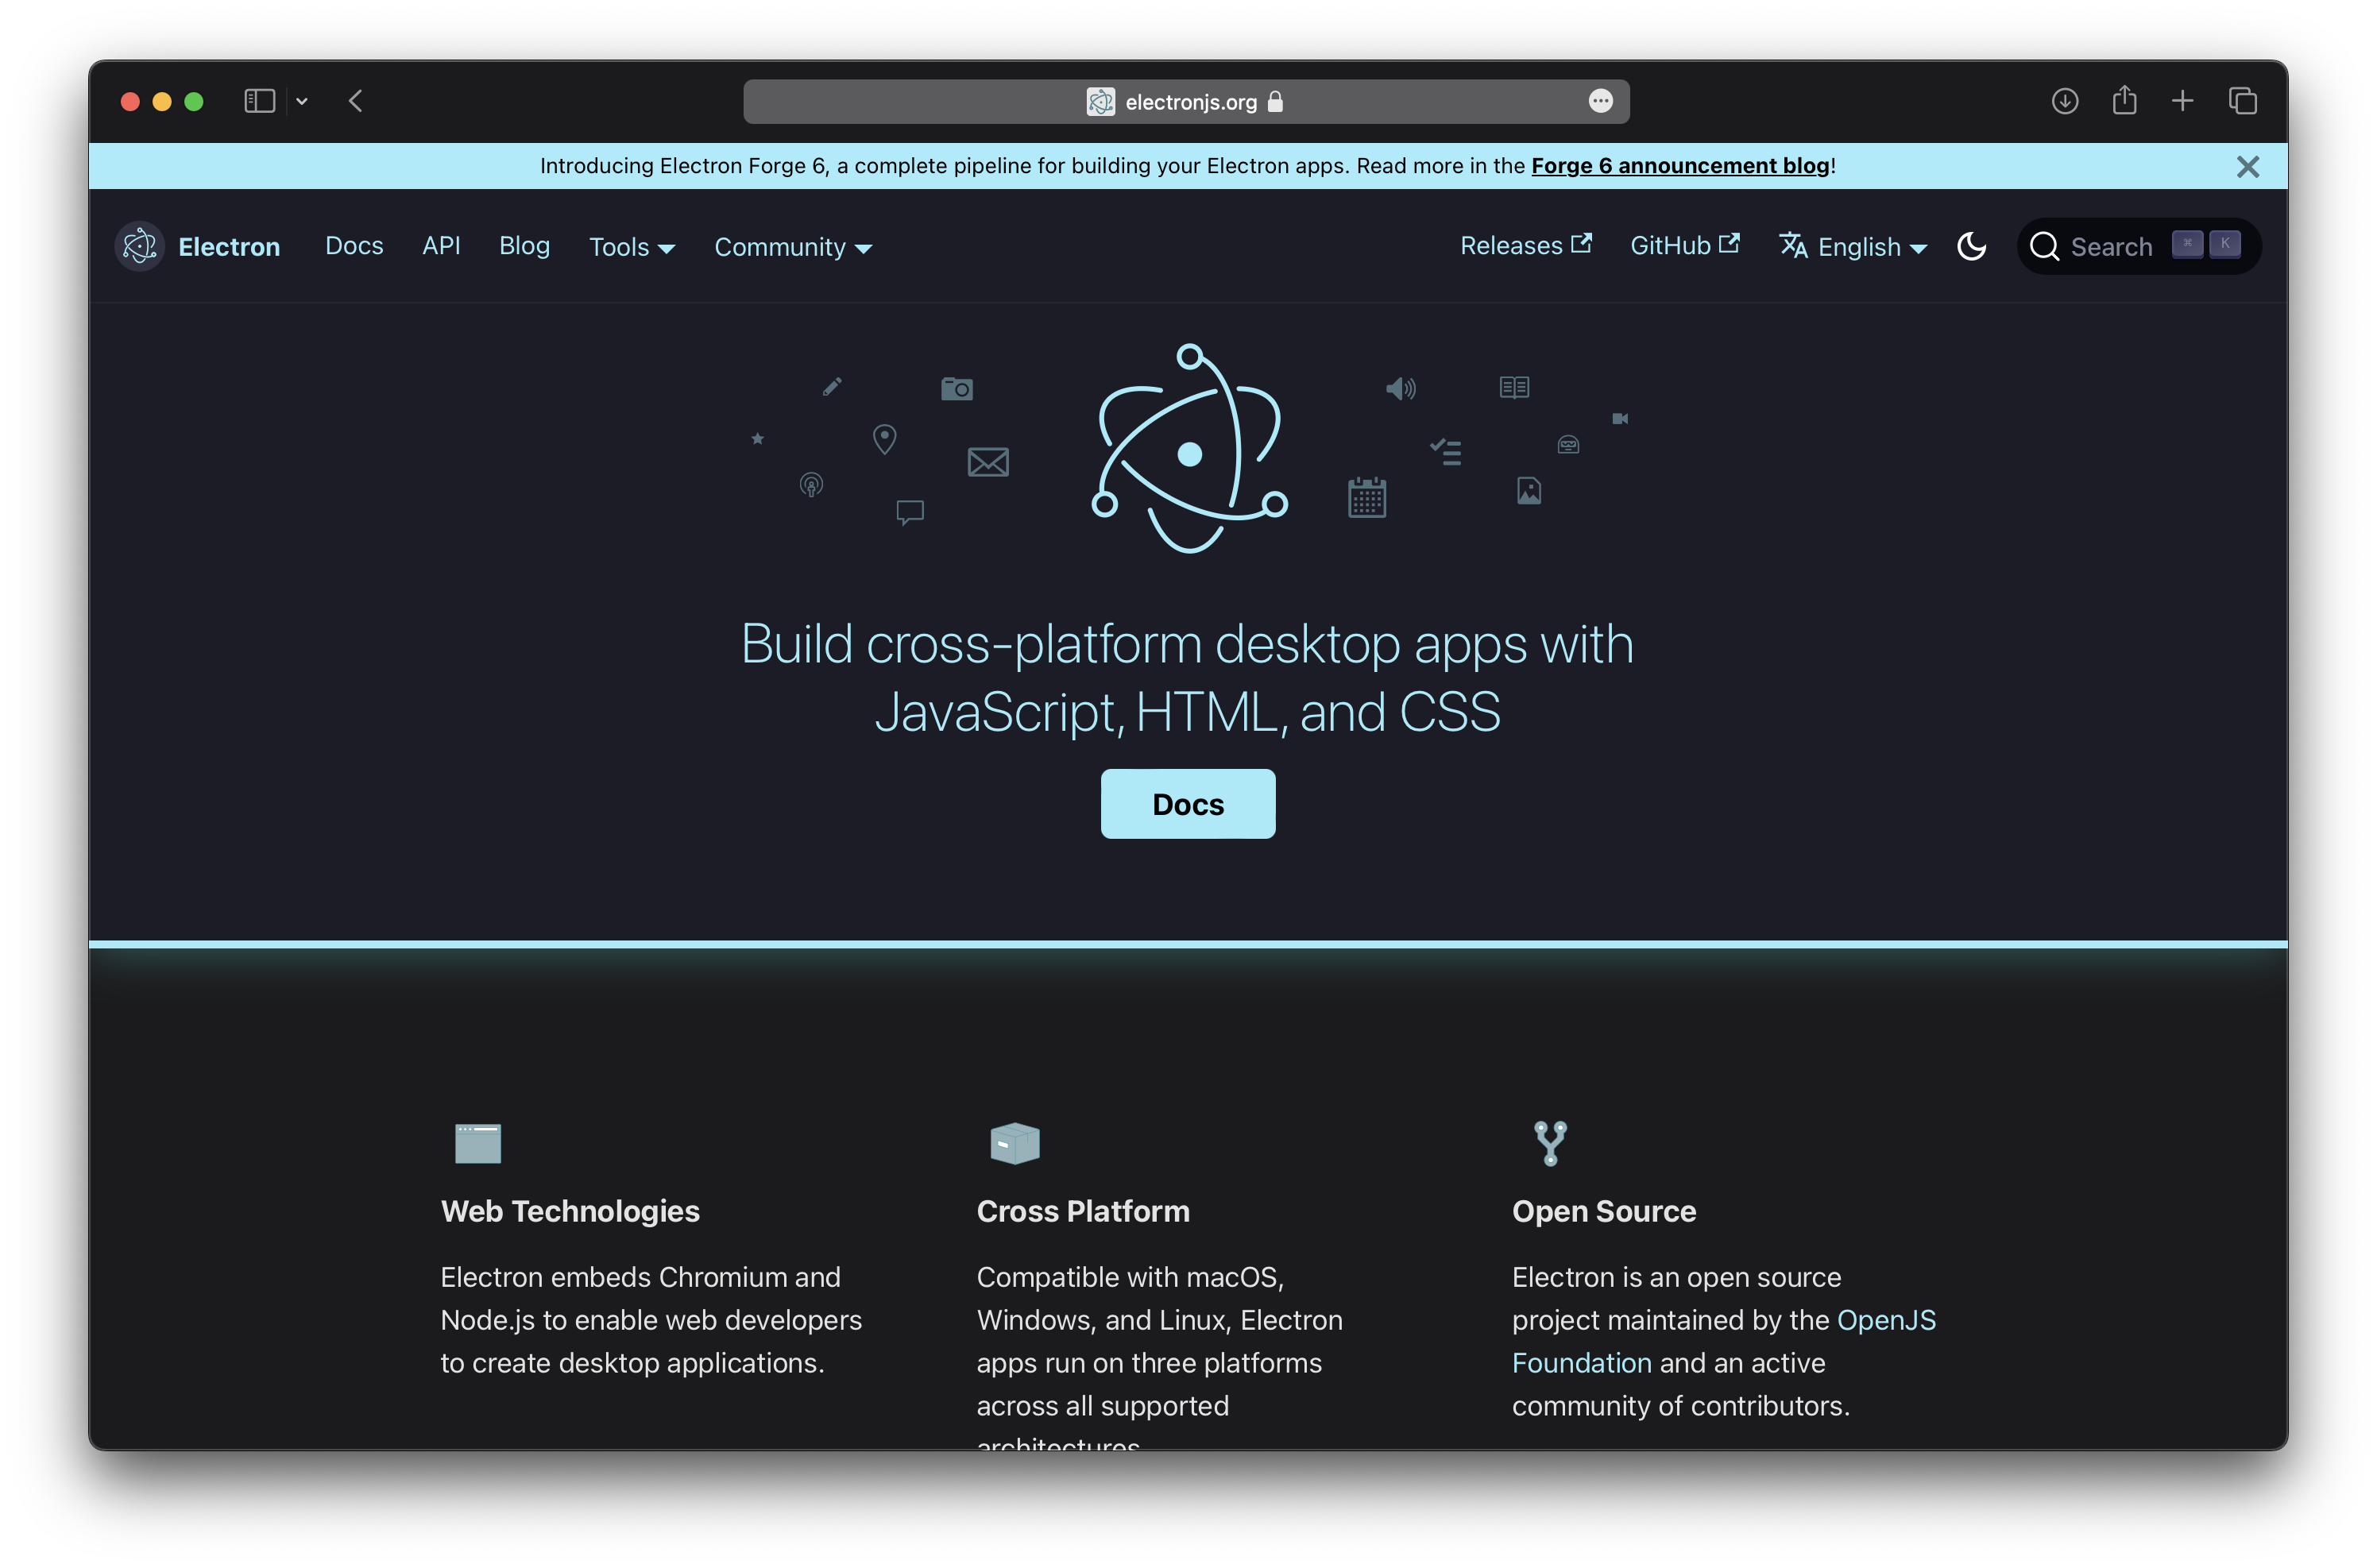 electronjs.org
Introducing Electron Forge 6, a complete pipeline for building your Electron apps. Read more in the Forge 6 announcement blog!
Electron Docs API Blog Tools Community Releases GitHub English Search ⌘ K
Build cross-platform desktop apps with
JavaScript, HTML, and CSS
Docs
Web Technologies
Electron embeds Chromium and
Node.js to enable web developers
to create desktop applications.
Cross Platform
Compatible with macOS,
Windows, and Linux, Electron
apps run on three platforms
across all supported
architectures.
Open Source
Electron is an open source
project maintained by the OpenJS
Foundation and an active
community of contributors.